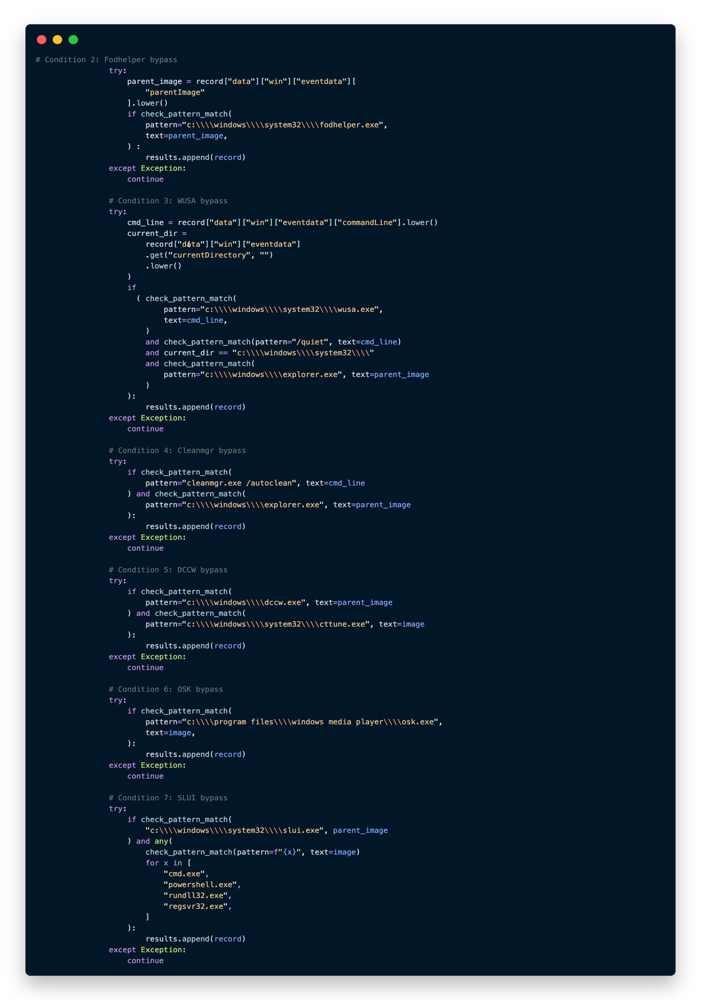 # Condition 2: Fodhelper bypass
try:
parent_image = record["data"]["win"]["eventdata"][
"parentImage"
].lower()
if check_pattern_match(
pattern="c:\\\\windows\\\\system32\\\\fodhelper.exe",
text=parent_image,
) :
results.append(record)
except Exception:
continue
# Condition 3: WUSA bypass
try:
cmd_line = record["data"]["win"]["eventdata"]["commandLine"].lower()
current_dir =
record["data"]["win"]["eventdata"]
.get("currentDirectory", "")
.lower()
)
if
( check_pattern_match(
pattern="c:\\\\windows\\\\system32\\\\wusa.exe",
text=cmd_line,
)
and check_pattern_match(pattern="/quiet", text=cmd_line)
and current_dir == "c:\\\\windows\\\\system32\\\\"
and check_pattern_match(
pattern="c:\\\\windows\\\\explorer.exe", text=parent_image
)
):
results.append(record)
except Exception:
continue
# Condition 4: Cleanmgr bypass
try:
if check_pattern_match(
pattern="cleanmgr.exe /autoclean", text=cmd_line
) and check_pattern_match(
pattern="c:\\\\windows\\\\explorer.exe", text=parent_image
):
results.append(record)
except Exception:
continue
# Condition 5: DCCW bypass
try:
if check_pattern_match(
pattern="c:\\\\windows\\\\dccw.exe", text=parent_image
) and check_pattern_match(
pattern="c:\\\\windows\\\\system32\\\\cttune.exe", text=image
):
results.append(record)
except Exception:
continue
# Condition 6: OSK bypass
try:
if check_pattern_match(
pattern="c:\\\\program files\\\\windows media player\\\\osk.exe",
text=image,
):
results.append(record)
except Exception:
continue
# Condition 7: SLUI bypass
try:
if check_pattern_match(
"c:\\\\windows\\\\system32\\\\slui.exe", parent_image
) and any(
check_pattern_match(pattern=f"{x}", text=image)
for x in [
"cmd.exe",
"powershell.exe",
"rundll32.exe",
"regsvr32.exe",
]
):
results.append(record)
except Exception:
continue